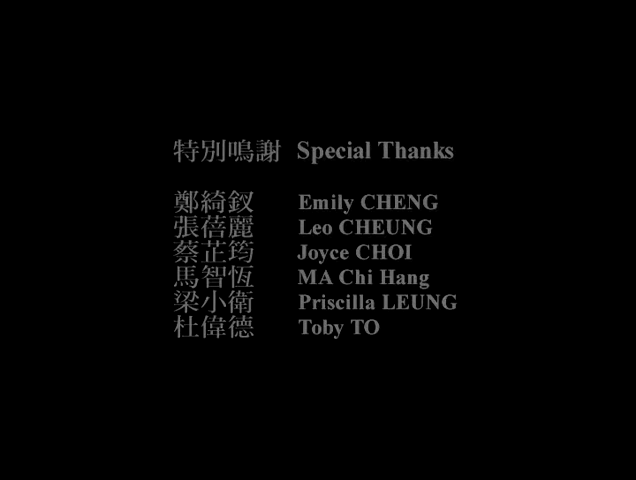 特別鳴謝 Special Thanks
鄭綺釵 Emily CHENG
張蓓麗 Leo CHEUNG
蔡芷筠 Joyce CHOI
馬智恆 MA Chi Hang
梁小衛 Priscilla LEUNG
杜偉德 Toby TO